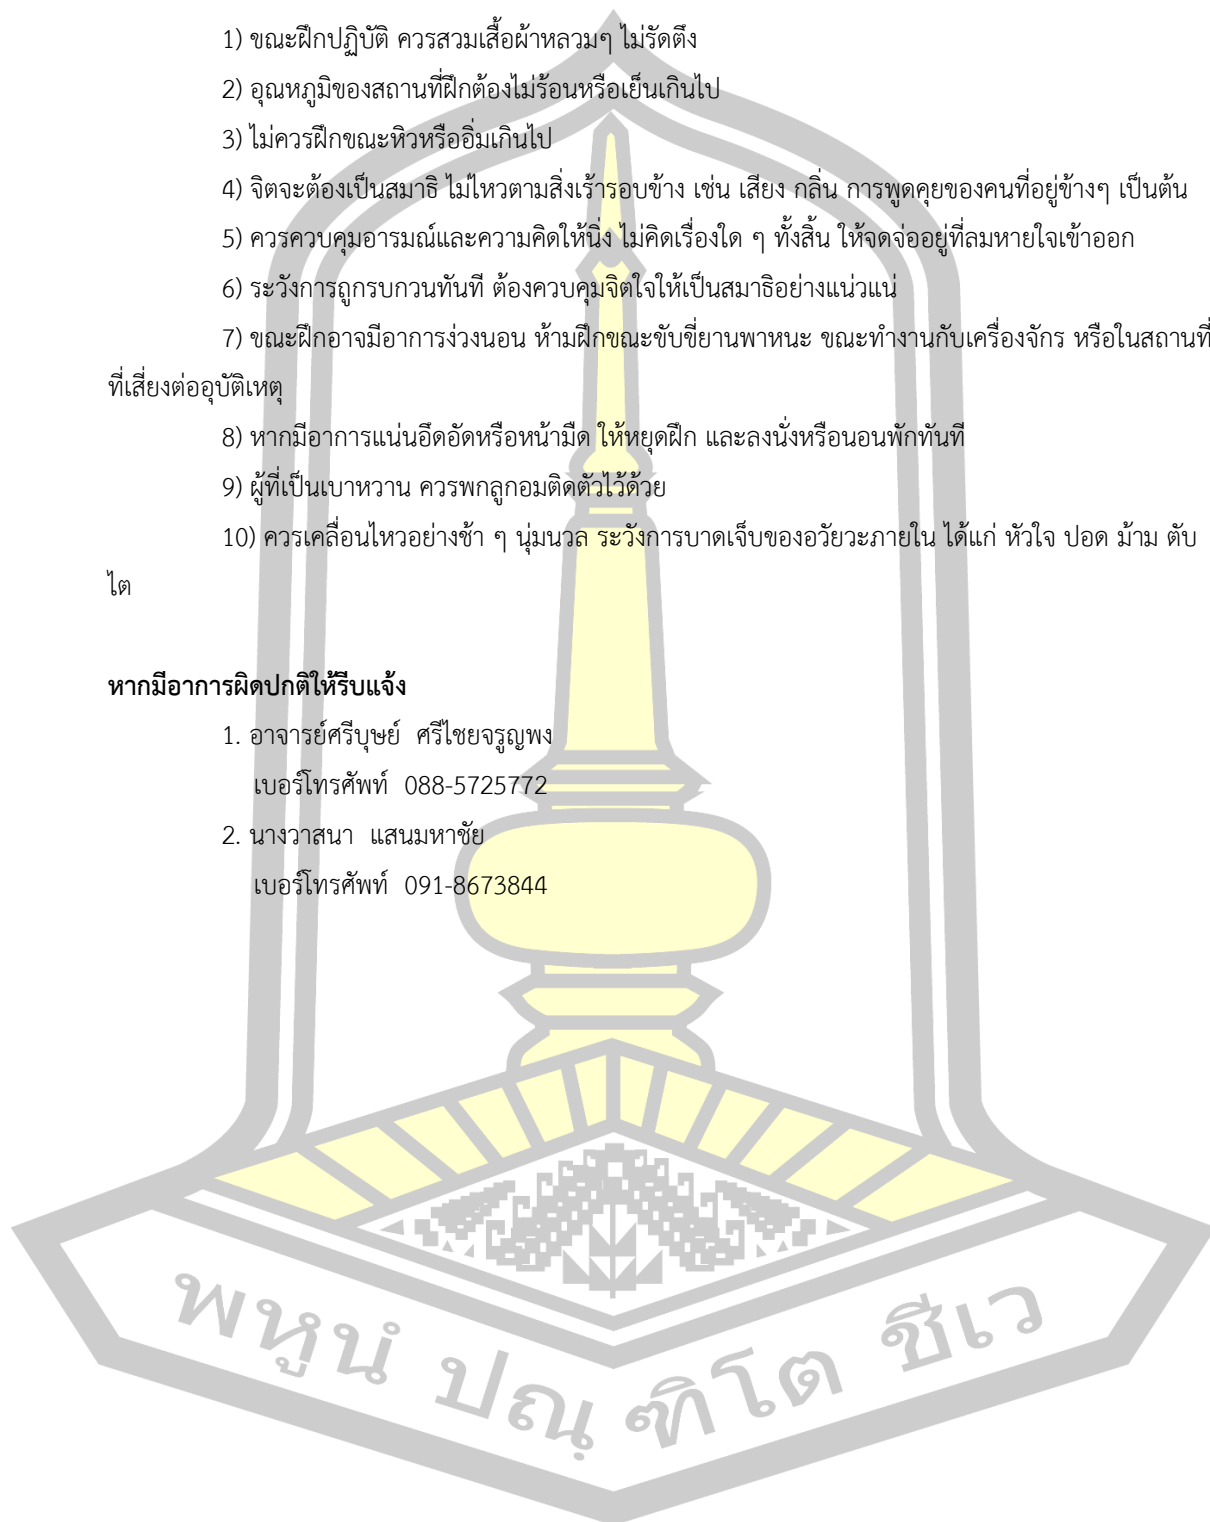 1) ขณะฝึกปฏิบัติ ควรสวมเสื้อผ้าหลวมๆ ไม่รัดตึง
2) อุณหภูมิของสถานที่ฝึกต้องไม่ร้อนหรือเย็นเกินไป
3) ไม่ควรฝึกขณะหิวหรืออิ่มเกินไป
4) จิตจะต้องเป็นสมาธิ ไม่ไหวตามสิ่งเร้ารอบข้าง เช่น เสียง กลิ่น การพูดคุยของคนที่อยู่ข้างๆ เป็นต้น
5) ควรควบคุมอารมณ์และความคิดให้นิ่ง ไม่คิดเรื่องใด ๆ ทั้งสิ้น ให้จดจ่ออยู่ที่ลมหายใจเข้าออก
6) ระวังการถูกรบกวนทันที ต้องควบคุมจิตใจให้เป็นสมาธิอย่างแน่วแน่
7) ขณะฝึกอาจมีอาการง่วงนอน ห้ามฝึกขณะขับขี่ยานพาหนะ ขณะทำงานกับเครื่องจักร หรือในสถานที่
ที่เสี่ยงต่ออุบัติเหตุ
8) หากมีอาการแน่นอึดอัดหรือหน้ามืด ให้หยุดฝึก และลงนั่งหรือนอนพักทันที
9) ผู้ที่เป็นเบาหวาน ควรพกลูกอมติดตัวไว้ด้วย
10) ควรเคลื่อนไหวอย่างช้า ๆ นุ่มนวล ระวังการบาดเจ็บของอวัยวะภายใน ได้แก่ หัวใจ ปอด ม้าม ตับ
ไต
หากมีอาการผิดปกติให้รีบแจ้ง
1. อาจารย์ศรีบุษย์ ศรีไชยจรูญพง
เบอร์โทรศัพท์ 088-5725772
2. นางวาสนา แสนมหาชัย
เบอร์โทรศัพท์ 091-8673844
พหูนํ ปณฺ ฑิโต ชีเว